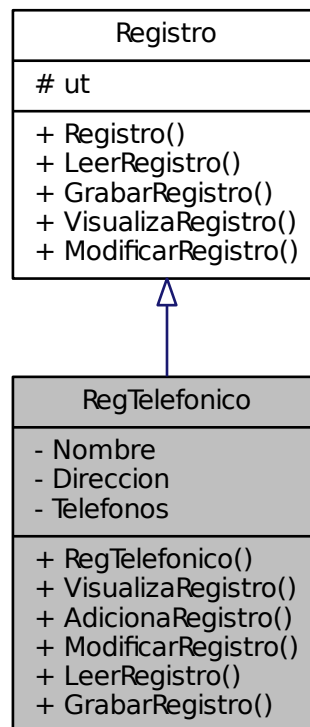 Registro
# ut
+ Registro()
+ LeerRegistro()
+ GrabarRegistro()
+ VisualizaRegistro()
+ ModificarRegistro()
RegTelefonico
- Nombre
- Direccion
- Telefonos
+ RegTelefonico()
+ VisualizaRegistro()
+ AdicionaRegistro()
+ ModificarRegistro()
+ LeerRegistro()
+ GrabarRegistro()